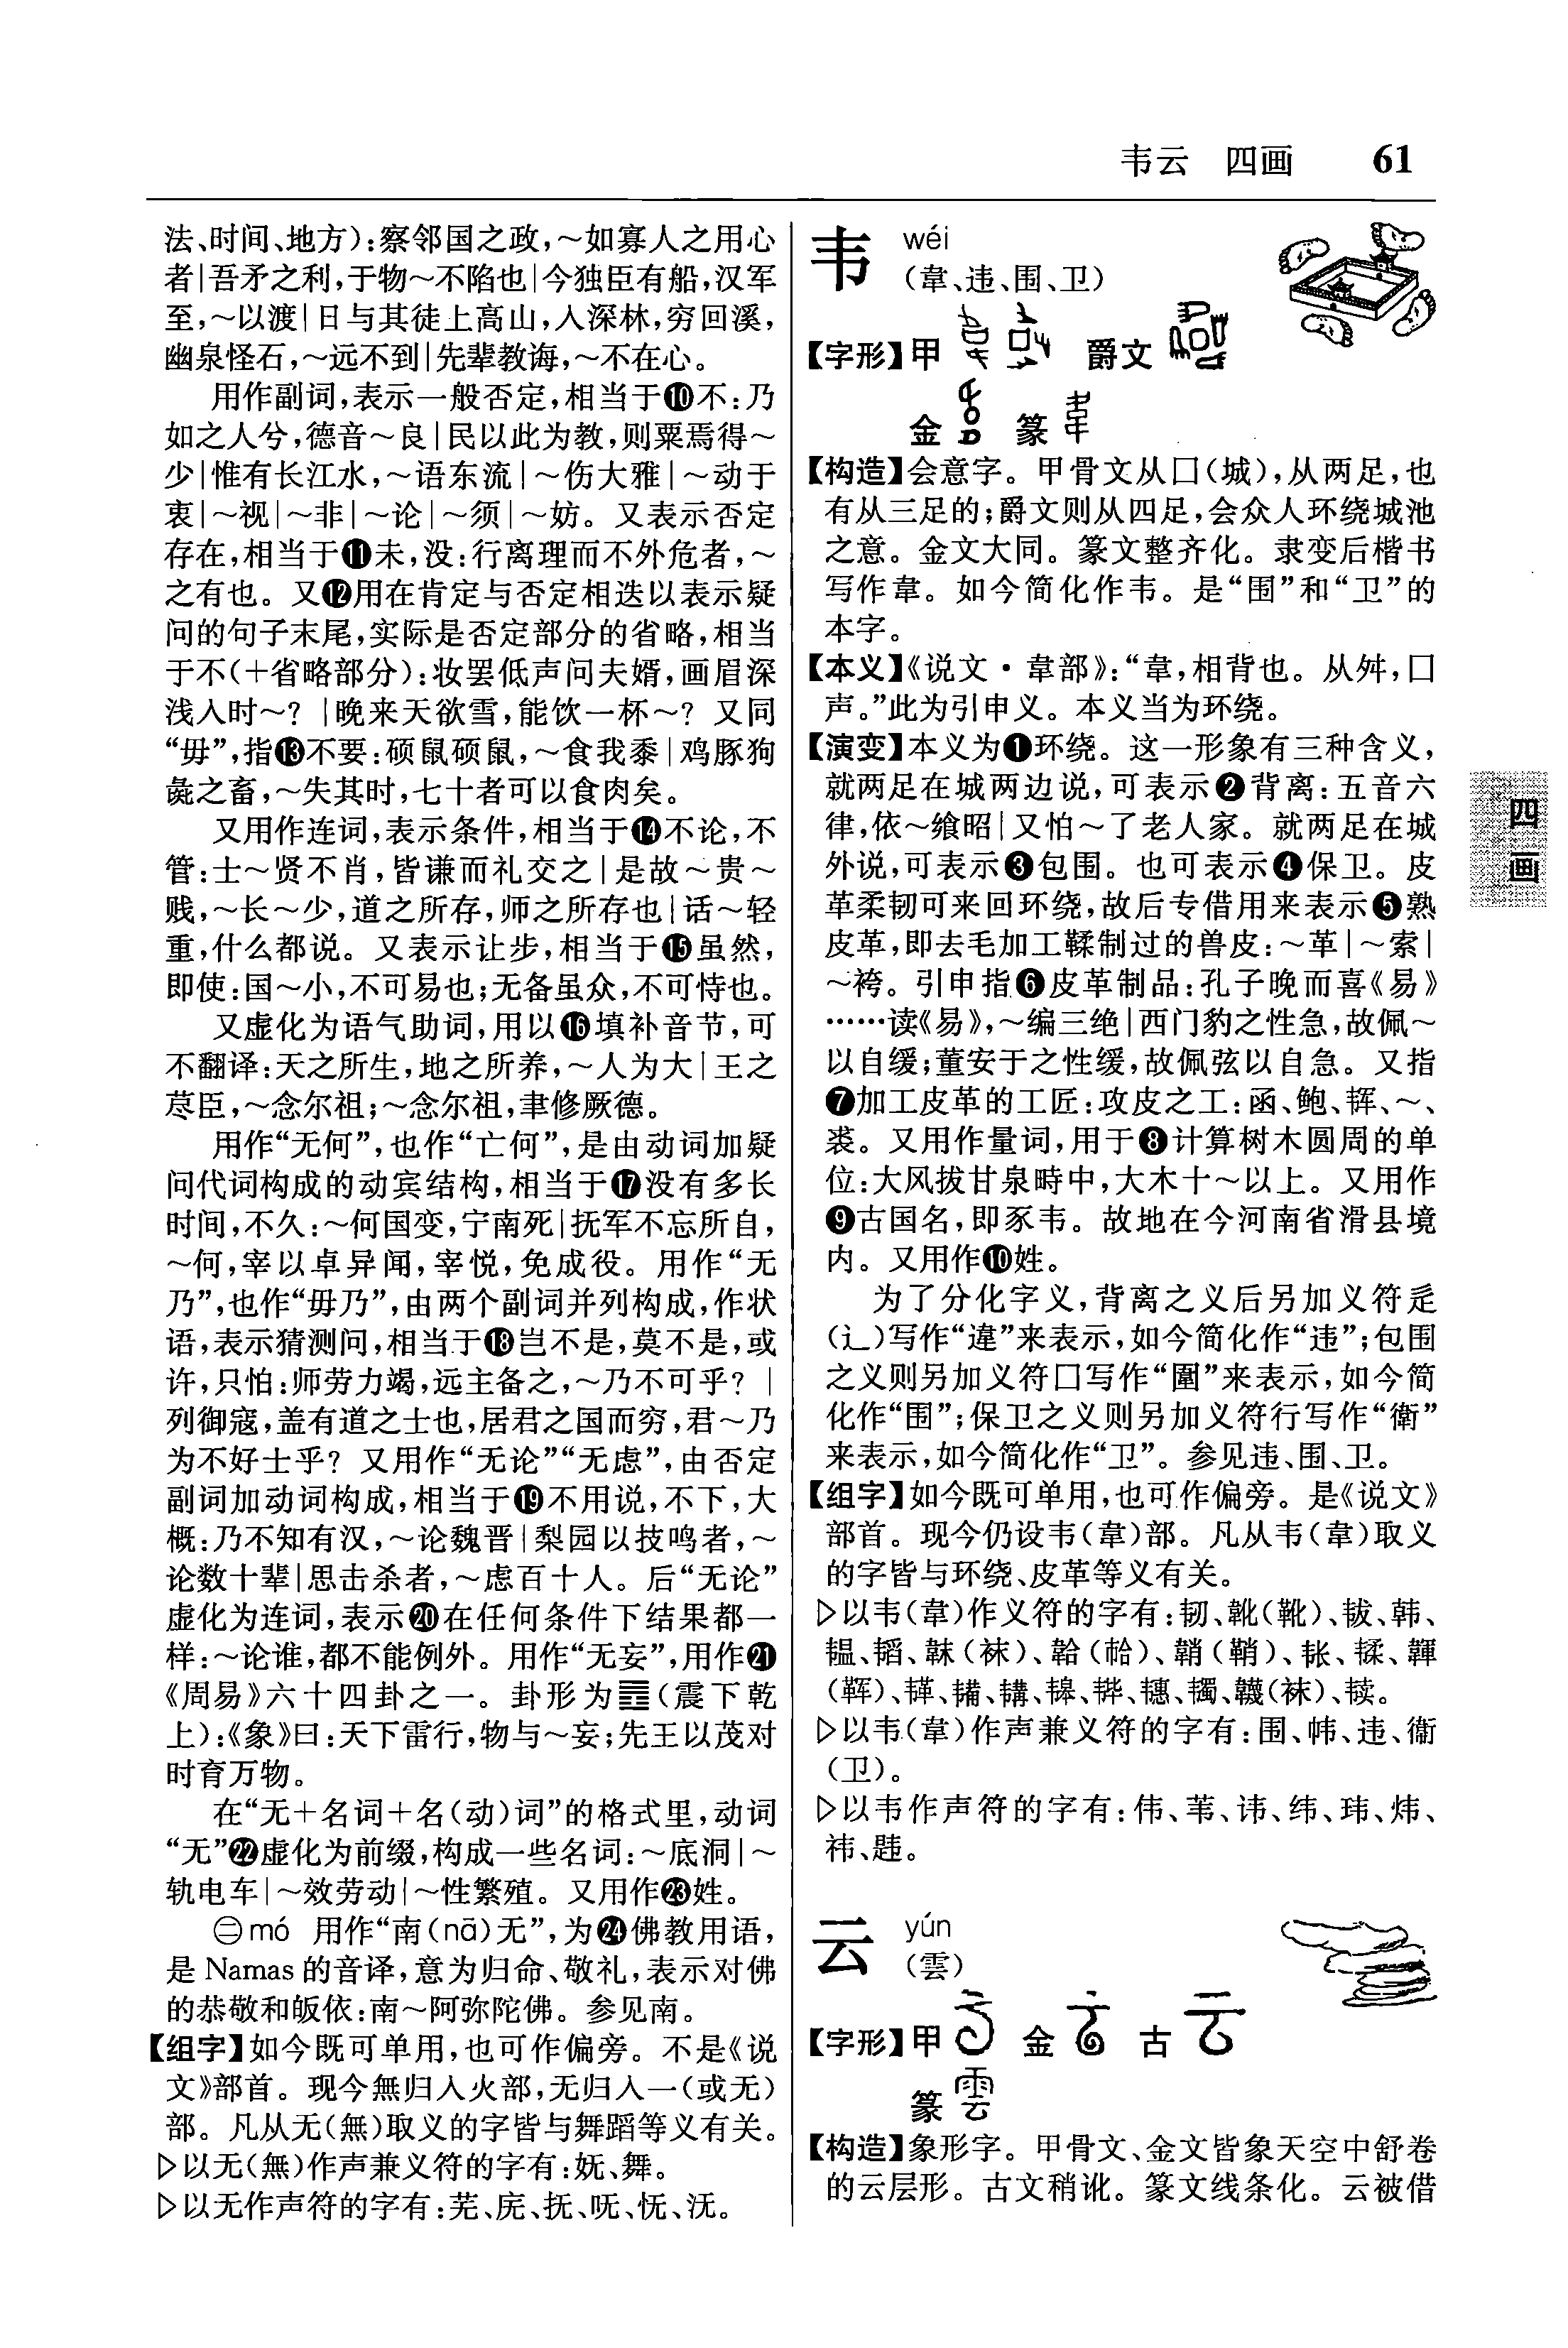 韦云　四画　61
法、时间、地方):察邻国之政,～如寡人之用心
者|吾矛之利,于物～不陷也|今独臣有船,汉军
至,～以渡|日与其徒上高山,入深林,穷回溪,
幽泉怪石,～远不到|先辈教诲,～不在心。
用作副词,表示一般否定,相当于❿不:乃
如之人兮,德音～良|民以此为教,则粟焉得～
少|惟有长江水,～语东流|～伤大雅|～动于
衷|～视|～非|～论|～须|～妨。又表示否定
存在,相当于⓫未,没:行离理而不外危者,～
之有也。又⓬用在肯定与否定相迭以表示疑
问的句子末尾,实际是否定部分的省略,相当
于不(+省略部分):妆罢低声问夫婿,画眉深
浅入时～? |晚来天欲雪,能饮一杯～? 又同
“毋”,指⓭不要:硕鼠硕鼠,～食我黍|鸡豚狗
彘之畜,～失其时,七十者可以食肉矣。
又用作连词,表示条件,相当于⓮不论,不
管:士～贤不肖,皆谦而礼交之|是故～贵～
贱,～长～少,道之所存,师之所存也|话～轻
重,什么都说。又表示让步,相当于⓯虽然,
即使:国～小,不可易也;无备虽众,不可恃也。
又虚化为语气助词,用以⓰填补音节,可
不翻译:天之所生,地之所养,～人为大|王之
荩臣,～念尔祖;～念尔祖,聿修厥德。
用作“无何”,也作“亡何”,是由动词加疑
问代词构成的动宾结构,相当于⓱没有多长
时间,不久:～何国变,宁南死|抚军不忘所自,
～何,宰以卓异闻,宰悦,免成役。用作“无
乃”,也作“毋乃”,由两个副词并列构成,作状
语,表示猜测问,相当于⓲岂不是,莫不是,或
许,只怕:师劳力竭,远主备之,～乃不可乎? |
列御寇,盖有道之士也,居君之国而穷,君～乃
为不好士乎? 又用作“无论”“无虑”,由否定
副词加动词构成,相当于⓳不用说,不下,大
概:乃不知有汉,～论魏晋|梨园以技鸣者,～
论数十辈|思击杀者,～虑百十人。后“无论”
虚化为连词,表示⓴在任何条件下结果都一
样:～论谁,都不能例外。用作“无妄”,用作㉑
《周易》六十四卦之一。卦形为䷘(震下乾
上):《象》曰:天下雷行,物与～妄;先王以茂对
时育万物。
在“无+名词+名(动)词”的格式里,动词
“无”㉒虚化为前缀,构成一些名词:～底洞|～
轨电车|～效劳动|～性繁殖。又用作㉓姓。
㊁mó 用作“南(nā)无”,为㉔佛教用语,
是 Namas 的音译,意为归命、敬礼,表示对佛
的恭敬和皈依:南～阿弥陀佛。参见南。
【组字】如今既可单用,也可作偏旁。不是《说
文》部首。现今無归入火部,无归入一(或无)
部。凡从无(無)取义的字皆与舞蹈等义有关。
▷以无(無)作声兼义符的字有:妩、舞。
▷以无作声符的字有:芜、庑、抚、呒、怃、沅。
韦 wéi
(韋、违、围、卫)
【字形】甲 爵文
金 篆
【构造】会意字。甲骨文从囗(城),从两足,也
有从三足的;爵文则从四足,会众人环绕城池
之意。金文大同。篆文整齐化。隶变后楷书
写作韋。如今简化作韦。是“围”和“卫”的
本字。
【本义】《说文·韋部》:“韋,相背也。从舛,囗
声。”此为引申义。本义当为环绕。
【演变】本义为❶环绕。这一形象有三种含义,
就两足在城两边说,可表示❷背离:五音六
律,依～飨昭|又怕～了老人家。就两足在城
外说,可表示❸包围。也可表示❹保卫。皮
革柔韧可来回环绕,故后专借用来表示❺熟
皮革,即去毛加工鞣制过的兽皮:～革|～索|
～袴。引申指❻皮革制品:孔子晚而喜《易》
……读《易》,～编三绝|西门豹之性急,故佩～
以自缓;董安于之性缓,故佩弦以自急。又指
❼加工皮革的工匠:攻皮之工:函、鲍、韗、～、
裘。又用作量词,用于❽计算树木圆周的单
位:大风拔甘泉畤中,大木十～以上。又用作
❾古国名,即豕韦。故地在今河南省滑县境
内。又用作❿姓。
为了分化字义,背离之义后另加义符辵
(辶)写作“違”来表示,如今简化作“违”;包围
之义则另加义符囗写作“圍”来表示,如今简
化作“围”;保卫之义则另加义符行写作“衛”
来表示,如今简化作“卫”。参见违、围、卫。
【组字】如今既可单用,也可作偏旁。是《说文》
部首。现今仍设韦(韋)部。凡从韦(韋)取义
的字皆与环绕、皮革等义有关。
▷以韦(韋)作义符的字有:韧、靴(靴)、韨、韩、
韫、韬、韎(袜)、韐(帢)、韒(鞘)、韔、韖、韗
(鞸)、韠、韛、韝、韟、韡、韢、韣、韤(袜)、韥。
▷以韦(韋)作声兼义符的字有:围、帏、违、衞
(卫)。
▷以韦作声符的字有:伟、苇、讳、纬、玮、炜、
祎、韪。
云 yún
(雲)
【字形】甲 金 古
篆
【构造】象形字。甲骨文、金文皆象天空中舒卷
的云层形。古文稍讹。篆文线条化。云被借
四画